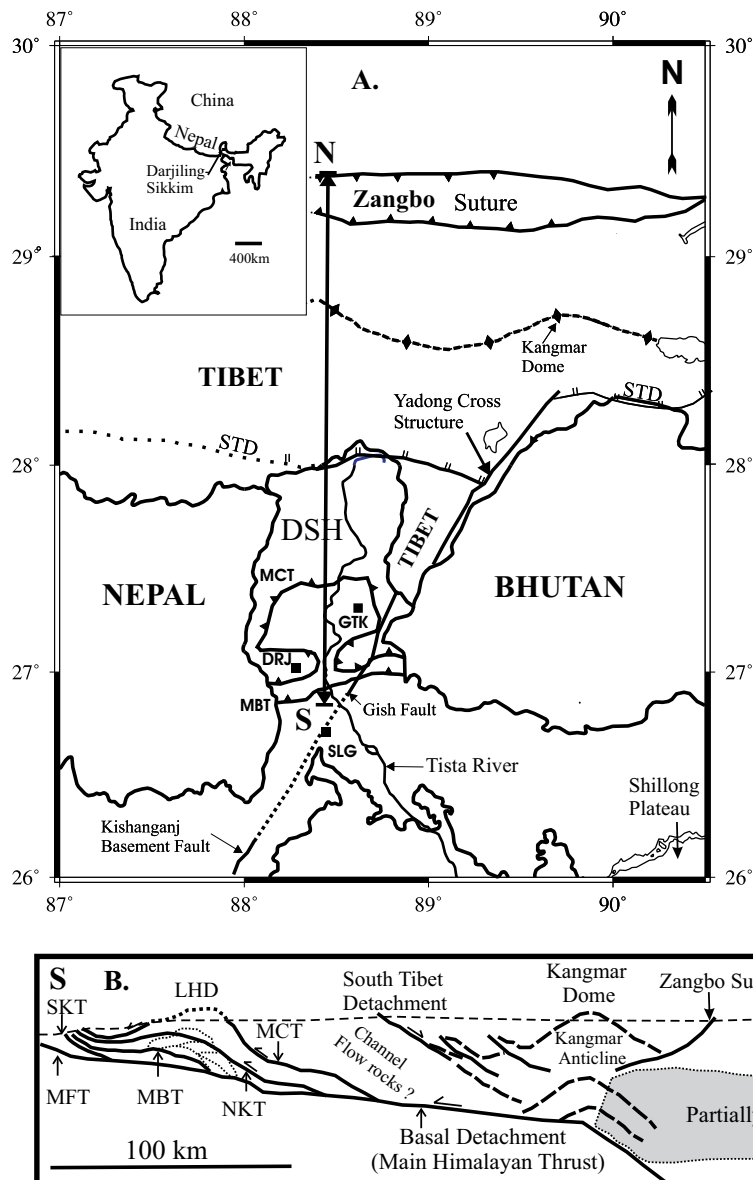 87° 88° 89° 90°
30° 30°
A.
N
China
Nepal
Darjiling-
Sikkim
India
400km
N
Zangbo Suture
29° 29°
Kangmar
Dome
TIBET
STD
Yadong Cross
Structure
STD
28° 28°
DSH
TIBET
MCT
NEPAL
BHUTAN
GTK
DRJ
27° 27°
MBT
S
Gish Fault
SLG
Tista River
Shillong
Plateau
Kishanganj
Basement Fault
26° 26°
87° 88° 89° 90°
S B.
SKT
LHD
South Tibet
Detachment
Kangmar
Dome
Zangbo Su
MCT
Channel
Flow rocks ?
Kangmar
Anticline
MFT
MBT
NKT
Partially
Basal Detachment
(Main Himalayan Thrust)
100 km